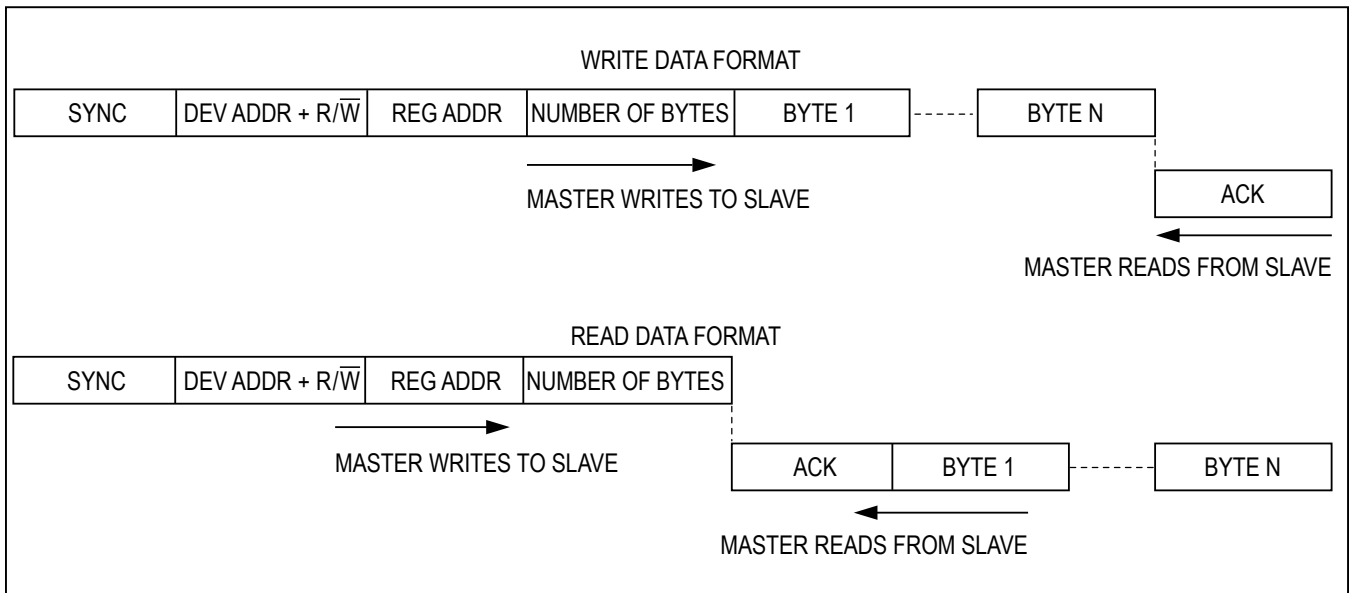 WRITE DATA FORMAT
SYNC DEV ADDR + R/W̅ REG ADDR NUMBER OF BYTES BYTE 1 BYTE N
MASTER WRITES TO SLAVE
ACK
MASTER READS FROM SLAVE
READ DATA FORMAT
SYNC DEV ADDR + R/W̅ REG ADDR NUMBER OF BYTES
MASTER WRITES TO SLAVE
ACK BYTE 1 BYTE N
MASTER READS FROM SLAVE